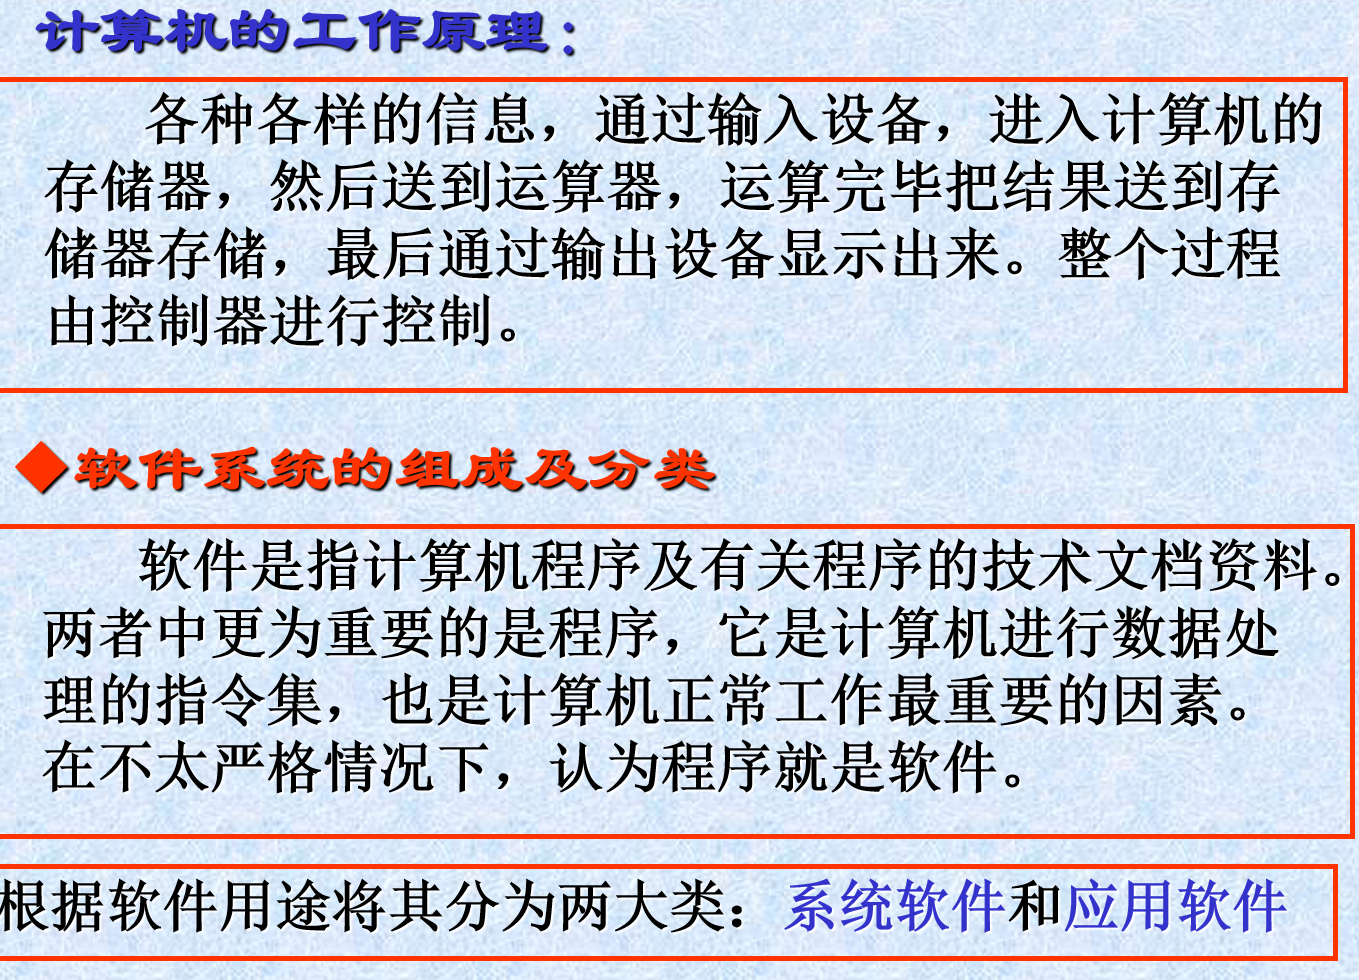 计算机的工作原理：
各种各样的信息，通过输入设备，进入计算机的
存储器，然后送到运算器，运算完毕把结果送到存
储器存储，最后通过输出设备显示出来。整个过程
由控制器进行控制。
◆软件系统的组成及分类
软件是指计算机程序及有关程序的技术文档资料。
两者中更为重要的是程序，它是计算机进行数据处
理的指令集，也是计算机正常工作最重要的因素。
在不太严格情况下，认为程序就是软件。
根据软件用途将其分为两大类：系统软件和应用软件